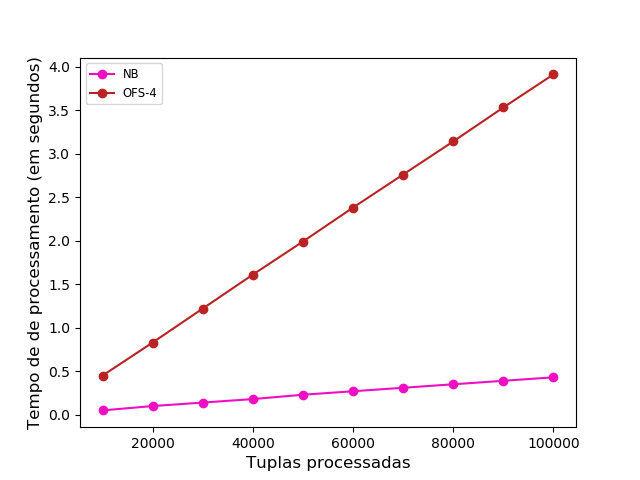 NB
OFS-4
4.0
3.5
3.0
2.5
2.0
1.5
1.0
0.5
0.0
Tempo de de processamento (em segundos)
20000 40000 60000 80000 100000
Tuplas processadas